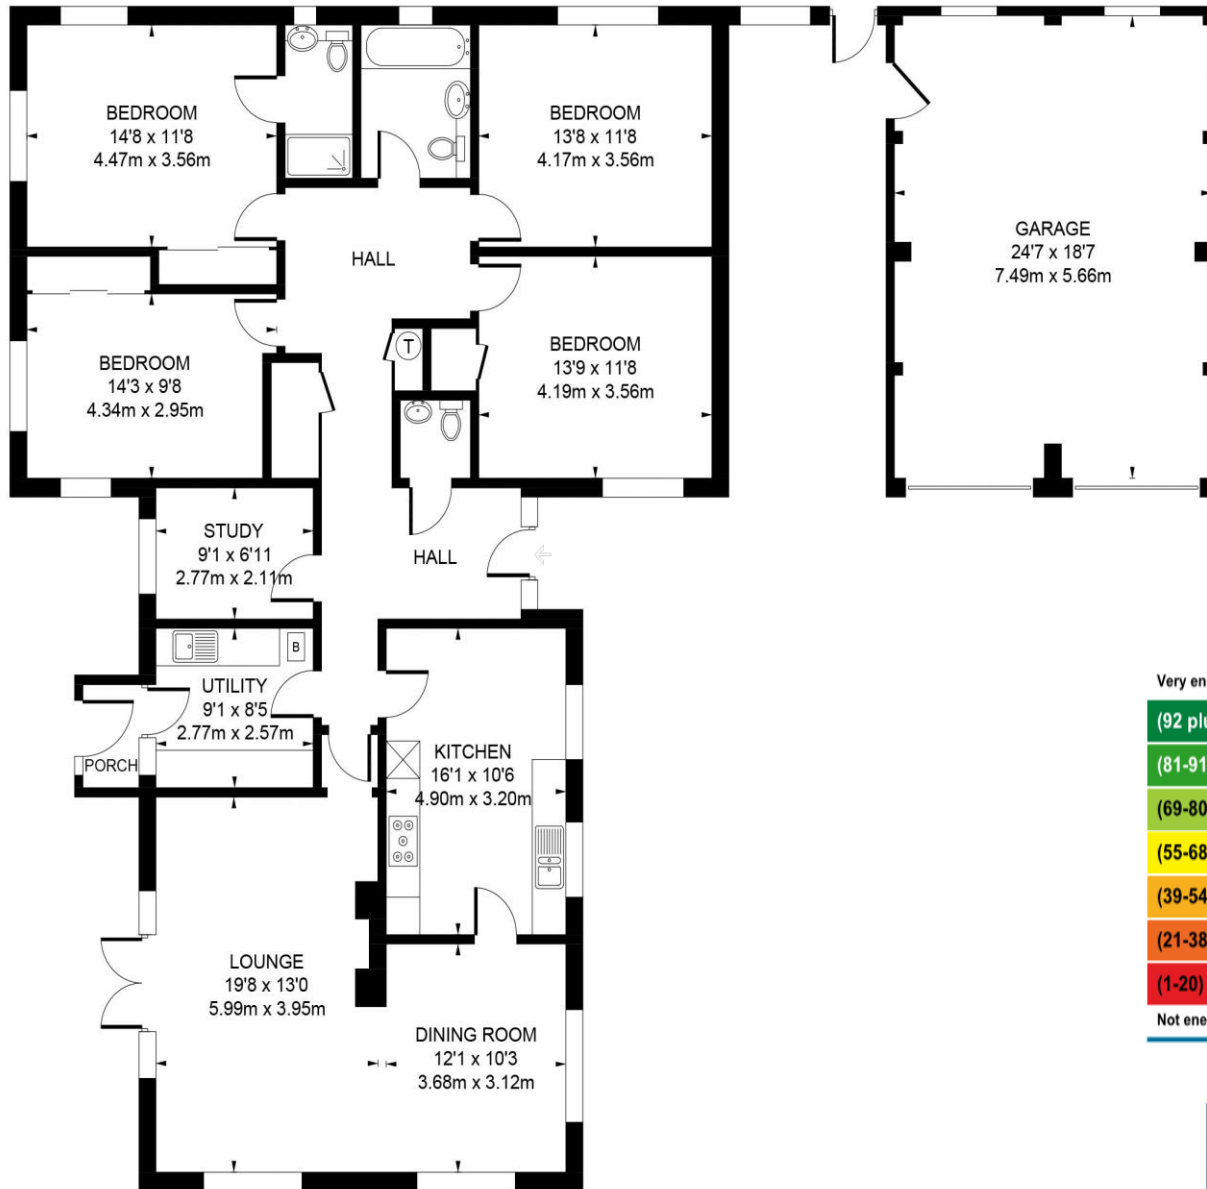 BEDROOM
14'8 x 11'8
4.47m x 3.56m
BEDROOM
13'8 x 11'8
4.17m x 3.56m
GARAGE
24'7 x 18'7
7.49m x 5.66m
HALL
BEDROOM
14'3 x 9'8
4.34m x 2.95m
T
BEDROOM
13'9 x 11'8
4.19m x 3.56m
STUDY
9'1 x 6'11
2.77m x 2.11m
HALL
B
UTILITY
9'1 x 8'5
2.77m x 2.57m
PORCH
KITCHEN
16'1 x 10'6
4.90m x 3.20m
LOUNGE
19'8 x 13'0
5.99m x 3.95m
DINING ROOM
12'1 x 10'3
3.68m x 3.12m
Very en
(92 plu
(81-91
(69-80
(55-68
(39-54
(21-38
(1-20)
Not ene